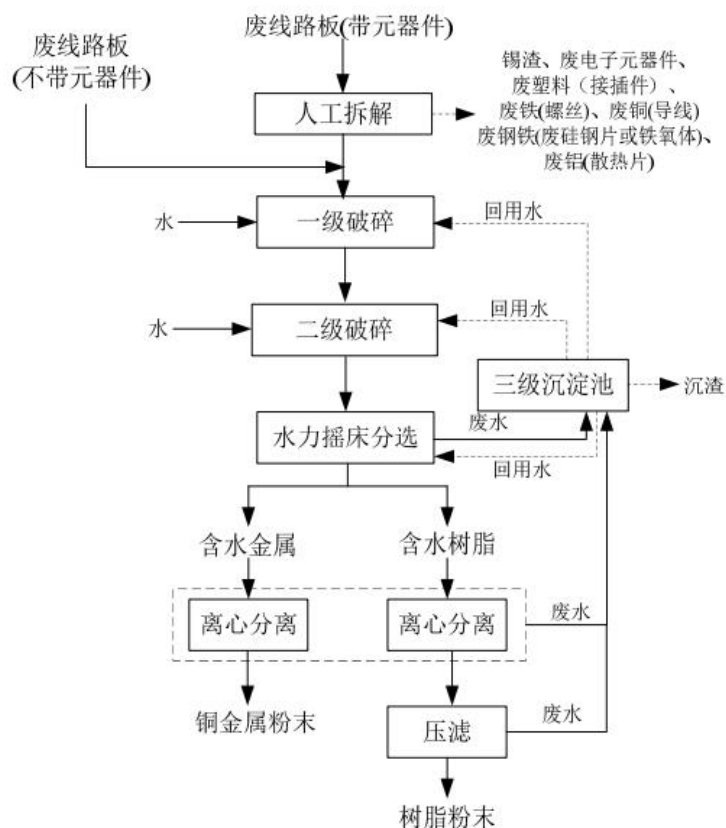 废线路板(带元器件)
废线路板
(不带元器件)
锡渣、废电子元器件、
废塑料（接插件）、
废铁(螺丝)、废铜(导线)
废钢铁(废硅钢片或铁氧体)、
废铝(散热片)
人工拆解
水
一级破碎
回用水
水
二级破碎
回用水
三级沉淀池
沉渣
水力摇床分选
废水
回用水
含水金属
含水树脂
离心分离
离心分离
废水
铜金属粉末
压滤
废水
树脂粉末